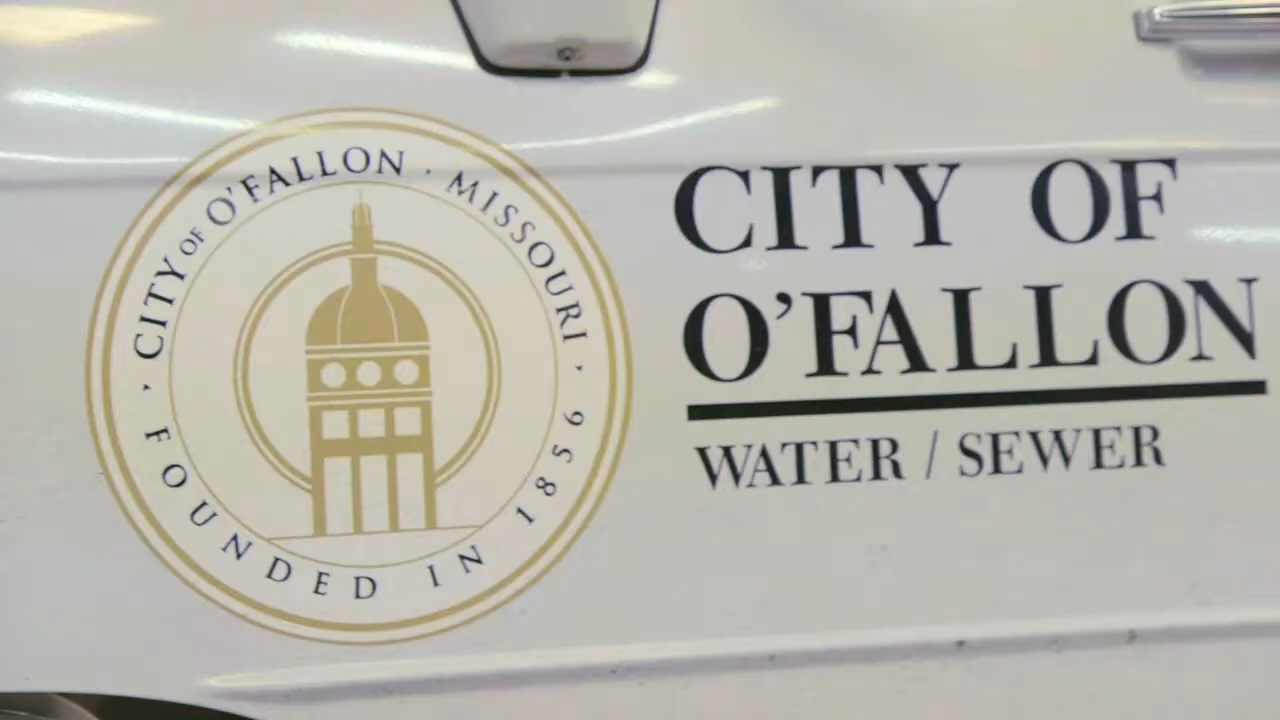 CITY OF O'FALLON · MISSOURI ·
FOUNDED IN 1856
CITY OF
O'FALLON
WATER / SEWER